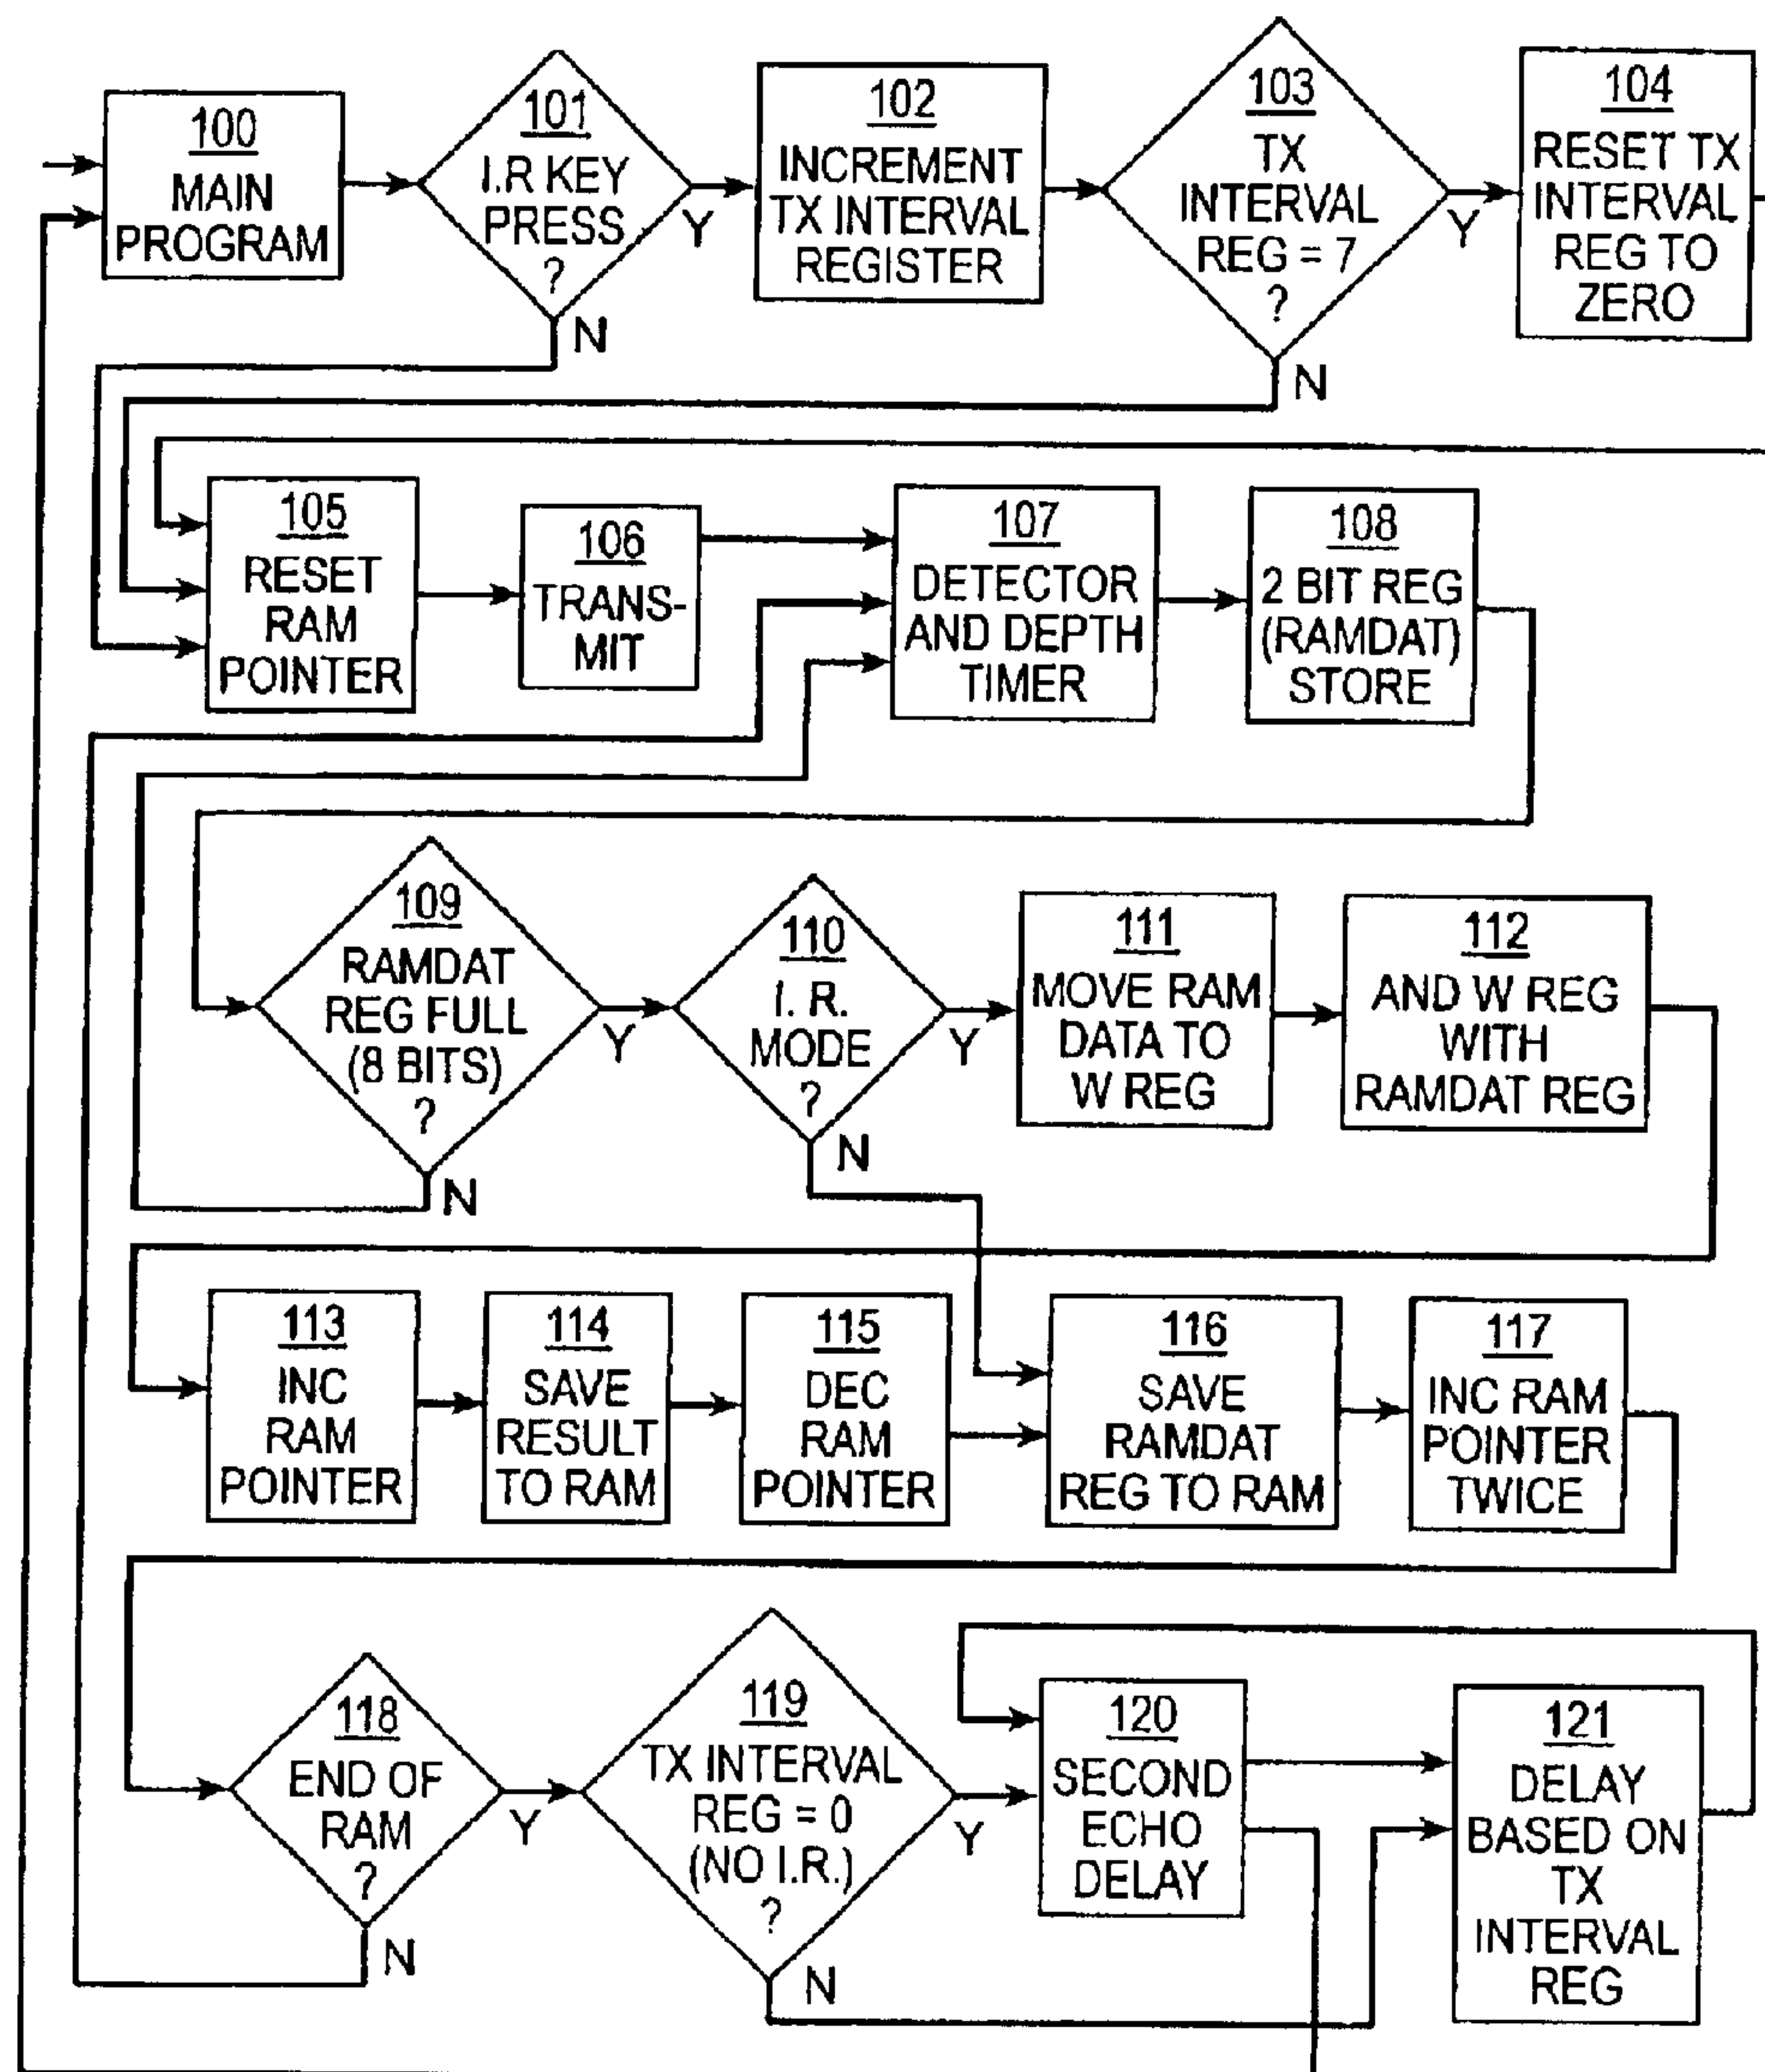 100
MAIN
PROGRAM
101
I.R KEY
PRESS
?
Y
N
102
INCREMENT
TX INTERVAL
REGISTER
103
TX
INTERVAL
REG = 7
?
Y
N
104
RESET TX
INTERVAL
REG TO
ZERO
105
RESET
RAM
POINTER
106
TRANS-
MIT
107
DETECTOR
AND DEPTH
TIMER
108
2 BIT REG
(RAMDAT)
STORE
109
RAMDAT
REG FULL
(8 BITS)
?
Y
N
110
I. R.
MODE
?
Y
N
111
MOVE RAM
DATA TO
W REG
112
AND W REG
WITH
RAMDAT REG
113
INC
RAM
POINTER
114
SAVE
RESULT
TO RAM
115
DEC
RAM
POINTER
116
SAVE
RAMDAT
REG TO RAM
117
INC RAM
POINTER
TWICE
118
END OF
RAM
?
Y
N
119
TX INTERVAL
REG = 0
(NO I.R.)
?
Y
N
120
SECOND
ECHO
DELAY
121
DELAY
BASED ON
TX
INTERVAL
REG